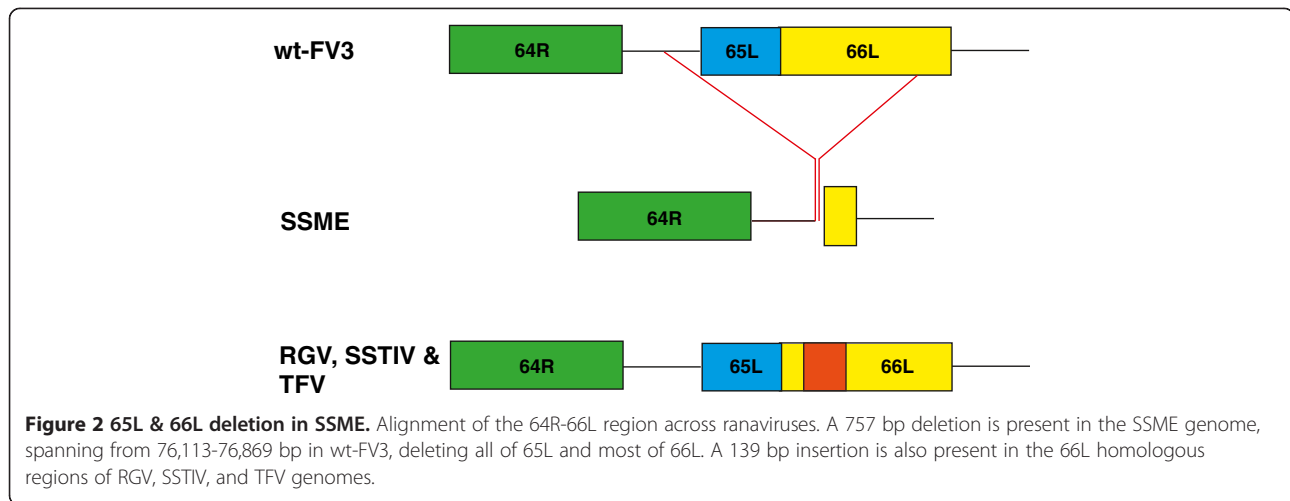 wt-FV3
64R
65L
66L
SSME
64R
RGV, SSTIV &
TFV
64R
65L
66L
Figure 2 65L & 66L deletion in SSME. Alignment of the 64R-66L region across ranaviruses. A 757 bp deletion is present in the SSME genome,
spanning from 76,113-76,869 bp in wt-FV3, deleting all of 65L and most of 66L. A 139 bp insertion is also present in the 66L homologous
regions of RGV, SSTIV, and TFV genomes.